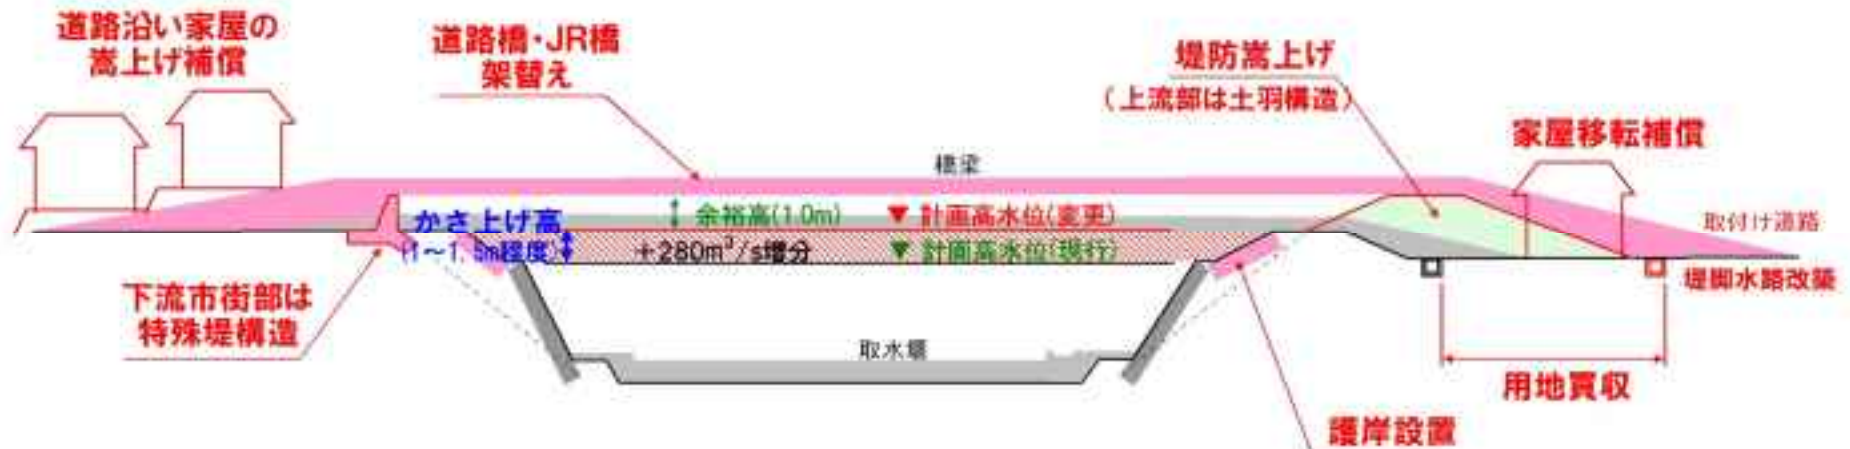 道路沿い家屋の
嵩上げ補償
道路橋・JR橋
架替え
堤防嵩上げ
(上流部は土羽構造)
家屋移転補償
橋梁
かさ上げ高
(1～1.5m程度)
余裕高(1.0m)
▼計画高水位(変更)
+280m³/s増分
▼計画高水位(現行)
取付け道路
堤脚水路改築
下流市街部は
特殊堤構造
取水堰
用地買収
護岸設置